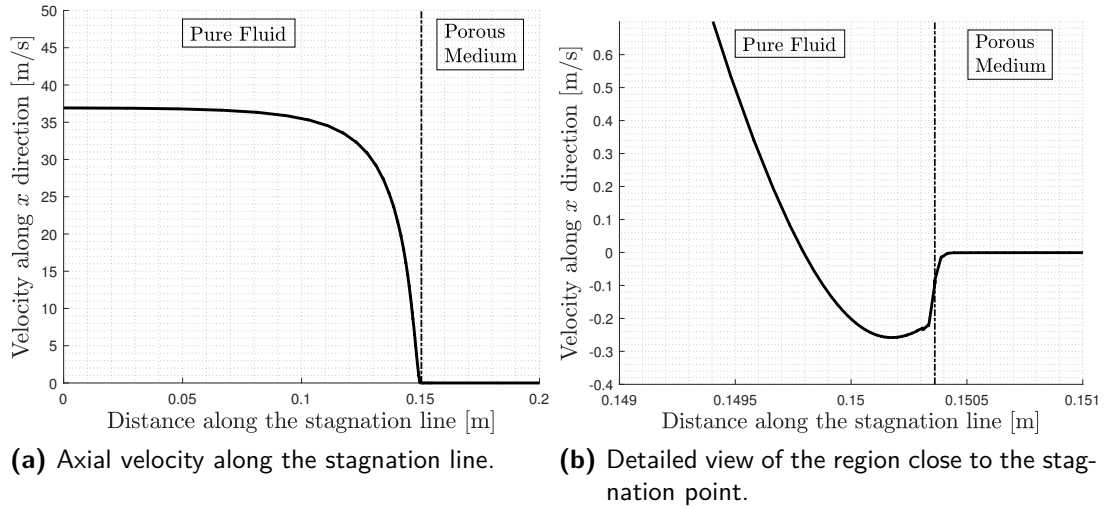 50
45
40
35
30
25
20
15
10
5
0
0
0.05
0.1
0.15
0.2
Velocity along x direction [m/s]
Distance along the stagnation line [m]
Pure Fluid
Porous
Medium
(a) Axial velocity along the stagnation line.
0.6
0.5
0.4
0.3
0.2
0.1
0
-0.1
-0.2
-0.3
-0.4
0.149
0.1495
0.15
0.1505
0.151
Velocity along x direction [m/s]
Distance along the stagnation line [m]
Pure Fluid
Porous
Medium
(b) Detailed view of the region close to the stag-
nation point.